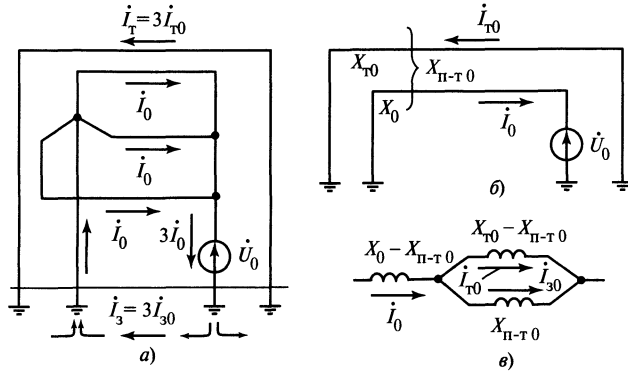 İт = 3İт0
İ0
İ0
İ0
3İ0
U̇0
İз = 3İз0
а)
İт0
Xт0
Xп-т 0
X0
İ0
U̇0
б)
Xт0 – Xп-т 0
X0 – Xп-т 0
İт0
İз0
İ0
Xп-т 0
в)